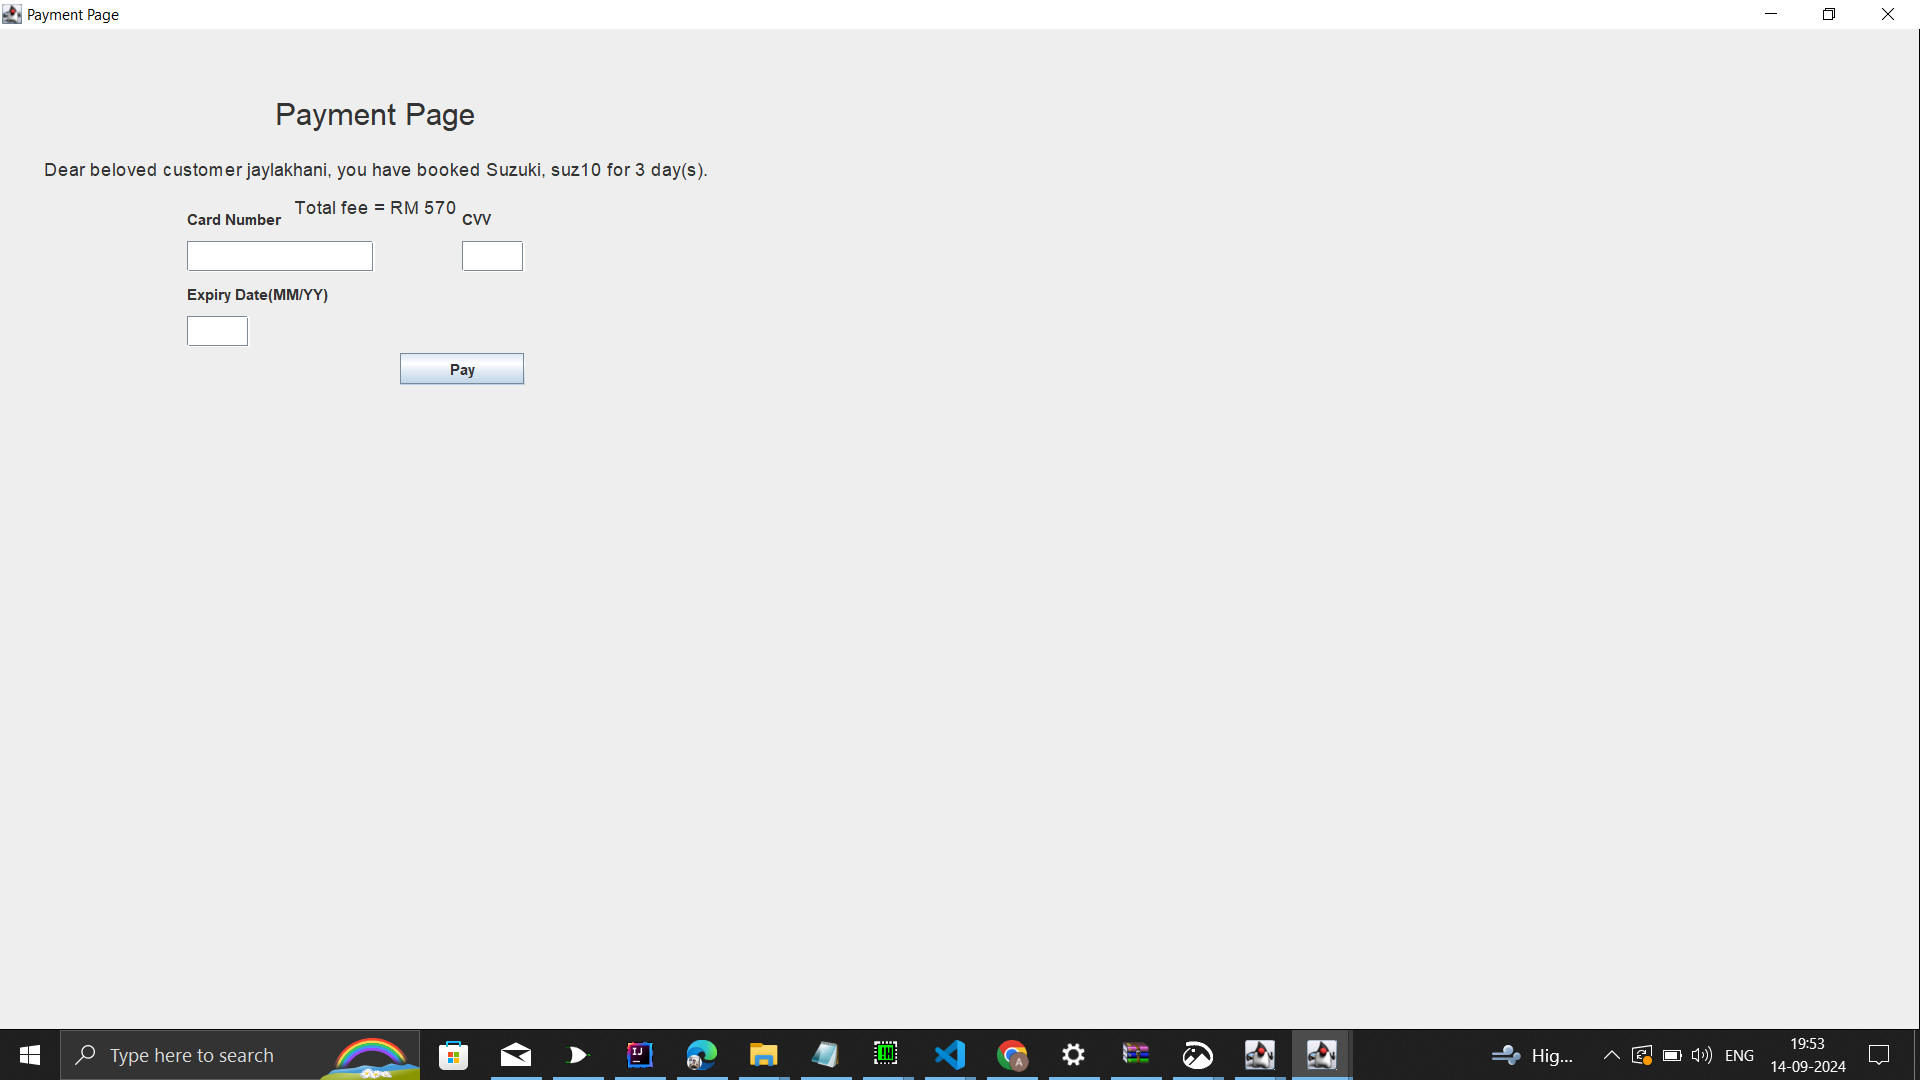 Payment Page
Payment Page
Dear beloved customer jaylakhani, you have booked Suzuki, suz10 for 3 day(s).
Total fee = RM 570
Card Number CVV
Expiry Date(MM/YY)
Pay
Type here to search
Hig...
ENG
19:53
14-09-2024